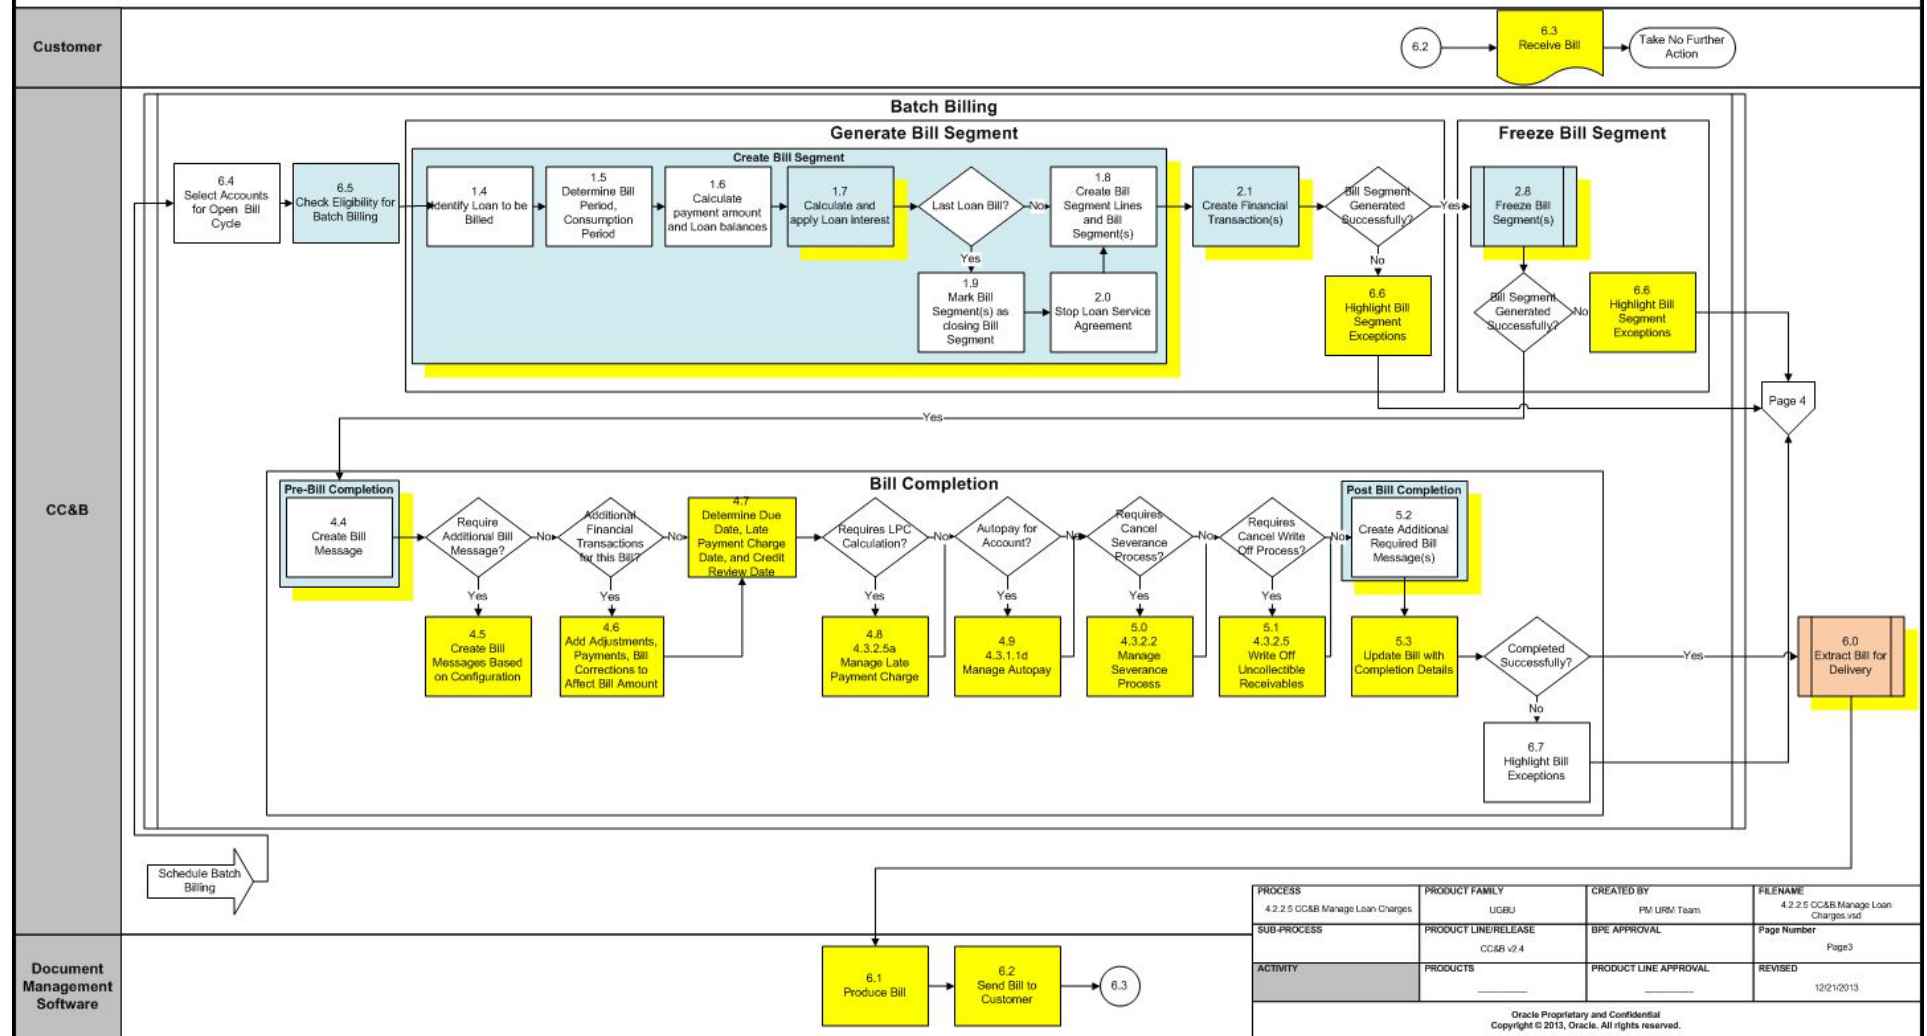 Customer
6.2
6.3
Receive Bill
Take No Further
Action
CC&B
Batch Billing
Generate Bill Segment
Freeze Bill Segment
Create Bill Segment
6.4
Select Accounts
for Open Bill
Cycle
6.5
Check Eligibility for
Batch Billing
1.4
Identify Loan to be
Billed
1.5
Determine Bill
Period,
Consumption
Period
1.6
Calculate
payment amount
and Loan balances
1.7
Calculate and
apply Loan interest
Last Loan Bill?
No
Yes
1.8
Create Bill
Segment Lines
and Bill
Segment(s)
1.9
Mark Bill
Segment(s) as
closing Bill
Segment
2.0
Stop Loan Service
Agreement
2.1
Create Financial
Transaction(s)
Bill Segment
Generated
Successfully?
Yes
No
6.6
Highlight Bill
Segment
Exceptions
2.8
Freeze Bill
Segment(s)
Bill Segment
Generated
Successfully?
No
6.6
Highlight Bill
Segment
Exceptions
Page 4
Yes
Bill Completion
Pre-Bill Completion
4.4
Create Bill
Message
Require
Additional Bill
Message?
No
Yes
4.5
Create Bill
Messages Based
on Configuration
Additional
Financial
Transactions
for this Bill?
No
Yes
4.6
Add Adjustments,
Payments, Bill
Corrections to
Affect Bill Amount
4.7
Determine Due
Date, Late
Payment Charge
Date, and Credit
Review Date
Requires LPC
Calculation?
No
Yes
4.8
4.3.2.5a
Manage Late
Payment Charge
Autopay for
Account?
No
Yes
4.9
4.3.1.1d
Manage Autopay
Requires
Cancel
Severance
Process?
No
Yes
5.0
4.3.2.2
Manage
Severance
Process
Requires
Cancel Write
Off Process?
No
Yes
5.1
4.3.2.5
Write Off
Uncollectible
Receivables
Post Bill Completion
5.2
Create Additional
Required Bill
Message(s)
5.3
Update Bill with
Completion Details
Completed
Successfully?
Yes
No
6.7
Highlight Bill
Exceptions
6.0
Extract Bill for
Delivery
Schedule Batch
Billing
Document
Management
Software
6.1
Produce Bill
6.2
Send Bill to
Customer
6.3
PROCESS
4.2.2.5 CC&B Manage Loan Charges
PRODUCT FAMILY
UGBU
CREATED BY
PM URM Team
FILENAME
4.2.2.5 CC&B.Manage Loan
Charges.vsd
SUB-PROCESS
PRODUCT LINE/RELEASE
CC&B v2.4
BPE APPROVAL
Page Number
Page3
ACTIVITY
PRODUCTS
PRODUCT LINE APPROVAL
REVISED
12/21/2013
Oracle Proprietary and Confidential
Copyright © 2013, Oracle. All rights reserved.